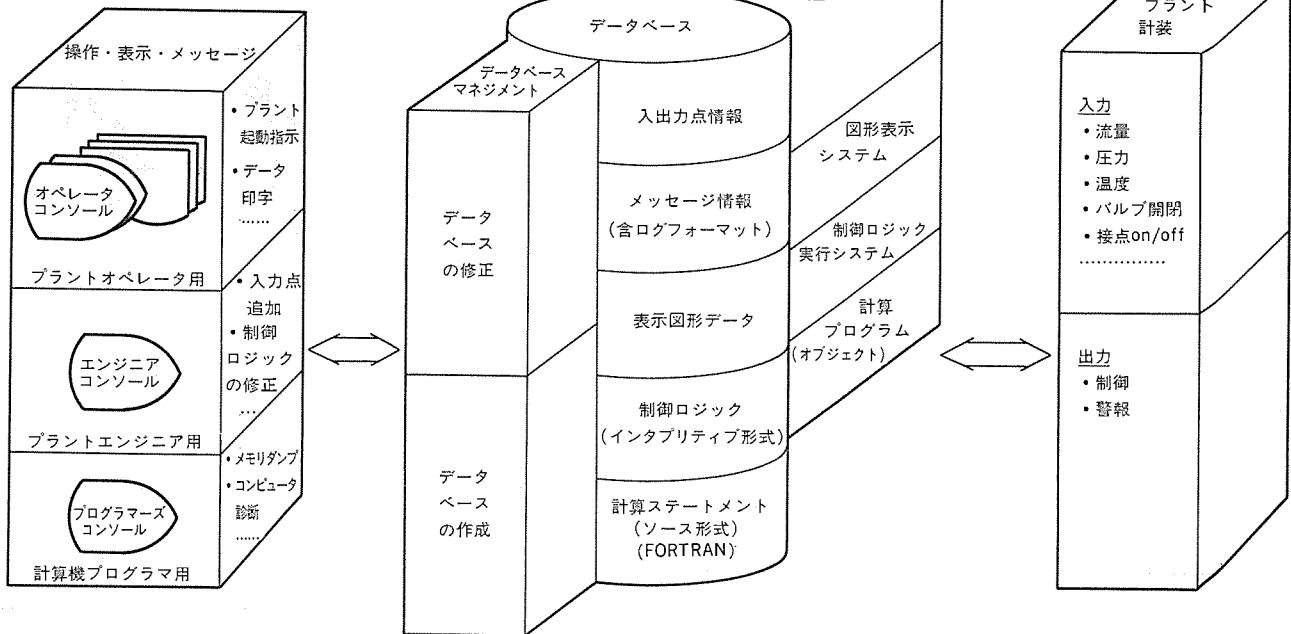 操作・表示・メッセージ
・プラント
起動指示
・データ
印字
……
オペレータ
コンソール
プラントオペレータ用
・入力点
追加
・制御
ロジック
の修正
…
エンジニア
コンソール
プラントエンジニア用
・メモリダンプ
・コンピュータ
診断
……
プログラマーズ
コンソール
計算機プログラマ用
データベース
データベース
マネジメント
データ
ベース
の修正
データ
ベース
の作成
入出力点情報
メッセージ情報
(含ログフォーマット)
表示図形データ
制御ロジック
(インタプリティブ形式)
計算ステートメント
(ソース形式)
(FORTRAN)
図形表示
システム
制御ロジック
実行システム
計算
プログラム
(オブジェクト)
プラント
計装
入力
・流量
・圧力
・温度
・バルブ開閉
・接点on/off
……………
出力
・制御
・警報